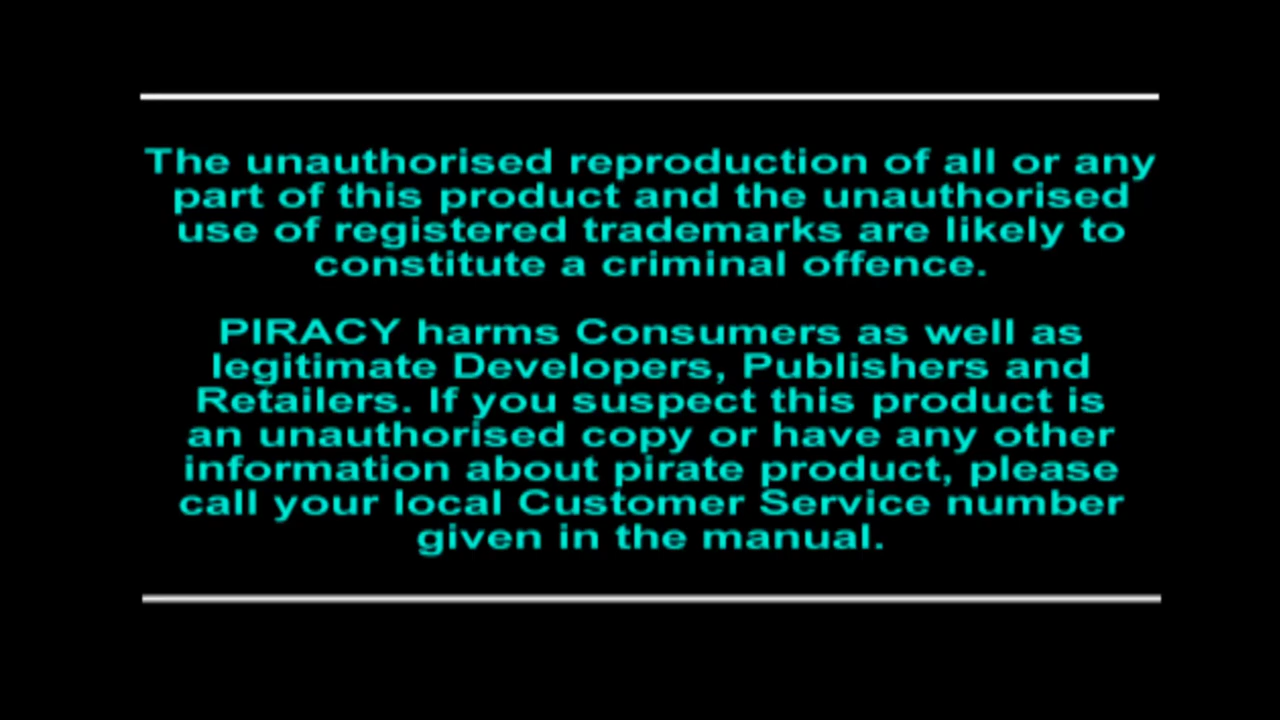 The unauthorised reproduction of all or any
part of this product and the unauthorised
use of registered trademarks are likely to
constitute a criminal offence.
PIRACY harms Consumers as well as
legitimate Developers, Publishers and
Retailers. If you suspect this product is
an unauthorised copy or have any other
information about pirate product, please
call your local Customer Service number
given in the manual.